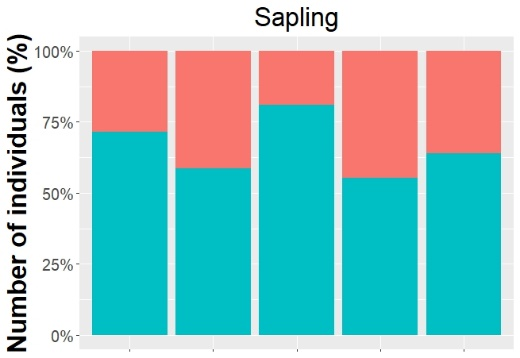 Sapling
Number of individuals (%)
100%
75%
50%
25%
0%